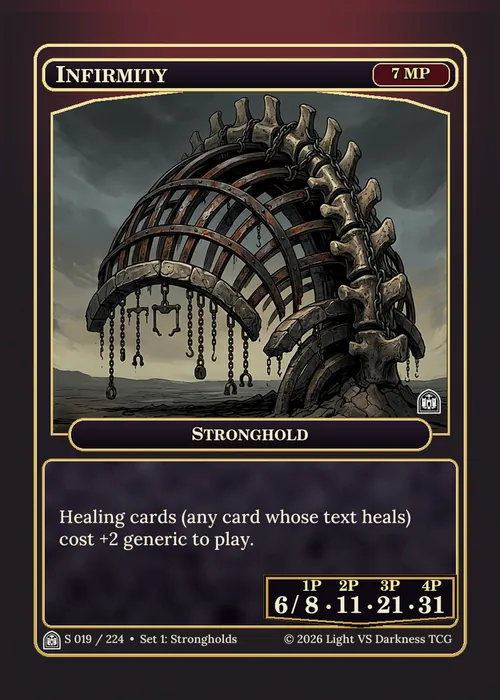 INFIRMITY
7 MP
STRONGHOLD
Healing cards (any card whose text heals)
cost +2 generic to play.
1P 2P 3P 4P
6/8 · 11 · 21 · 31
S 019 / 224 • Set 1: Strongholds
© 2026 Light VS Darkness TCG